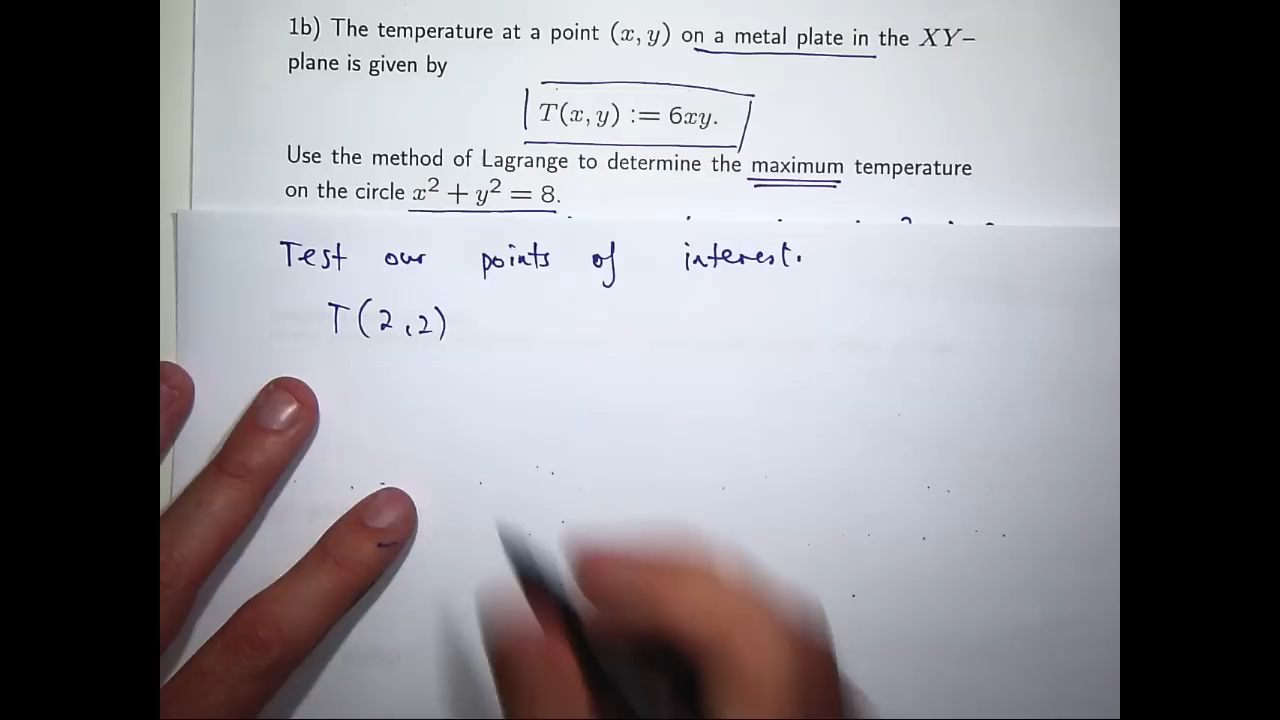 1b) The temperature at a point (x, y) on a metal plate in the XY–
plane is given by
T(x, y) := 6xy.
Use the method of Lagrange to determine the maximum temperature
on the circle x² + y² = 8.
Test our points of interest.
T(2,2)